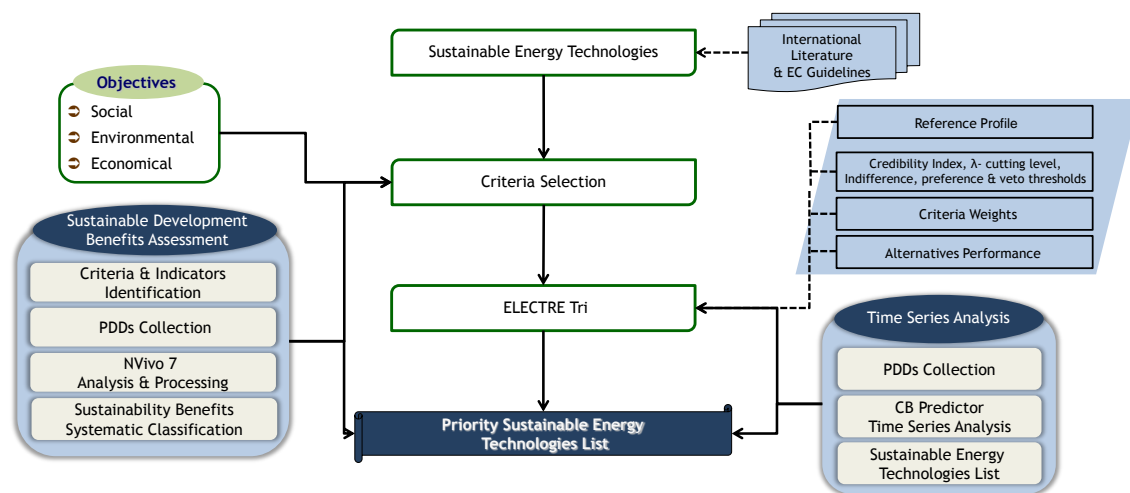 Sustainable Energy Technologies
International
Literature
& EC Guidelines
Objectives
Social
Environmental
Economical
Reference Profile
Credibility Index, λ- cutting level,
Indifference, preference & veto thresholds
Criteria Weights
Alternatives Performance
Criteria Selection
Sustainable Development
Benefits Assessment
Criteria & Indicators
Identification
PDDs Collection
NVivo 7
Analysis & Processing
Sustainability Benefits
Systematic Classification
ELECTRE Tri
Time Series Analysis
PDDs Collection
CB Predictor
Time Series Analysis
Sustainable Energy
Technologies List
Priority Sustainable Energy
Technologies List